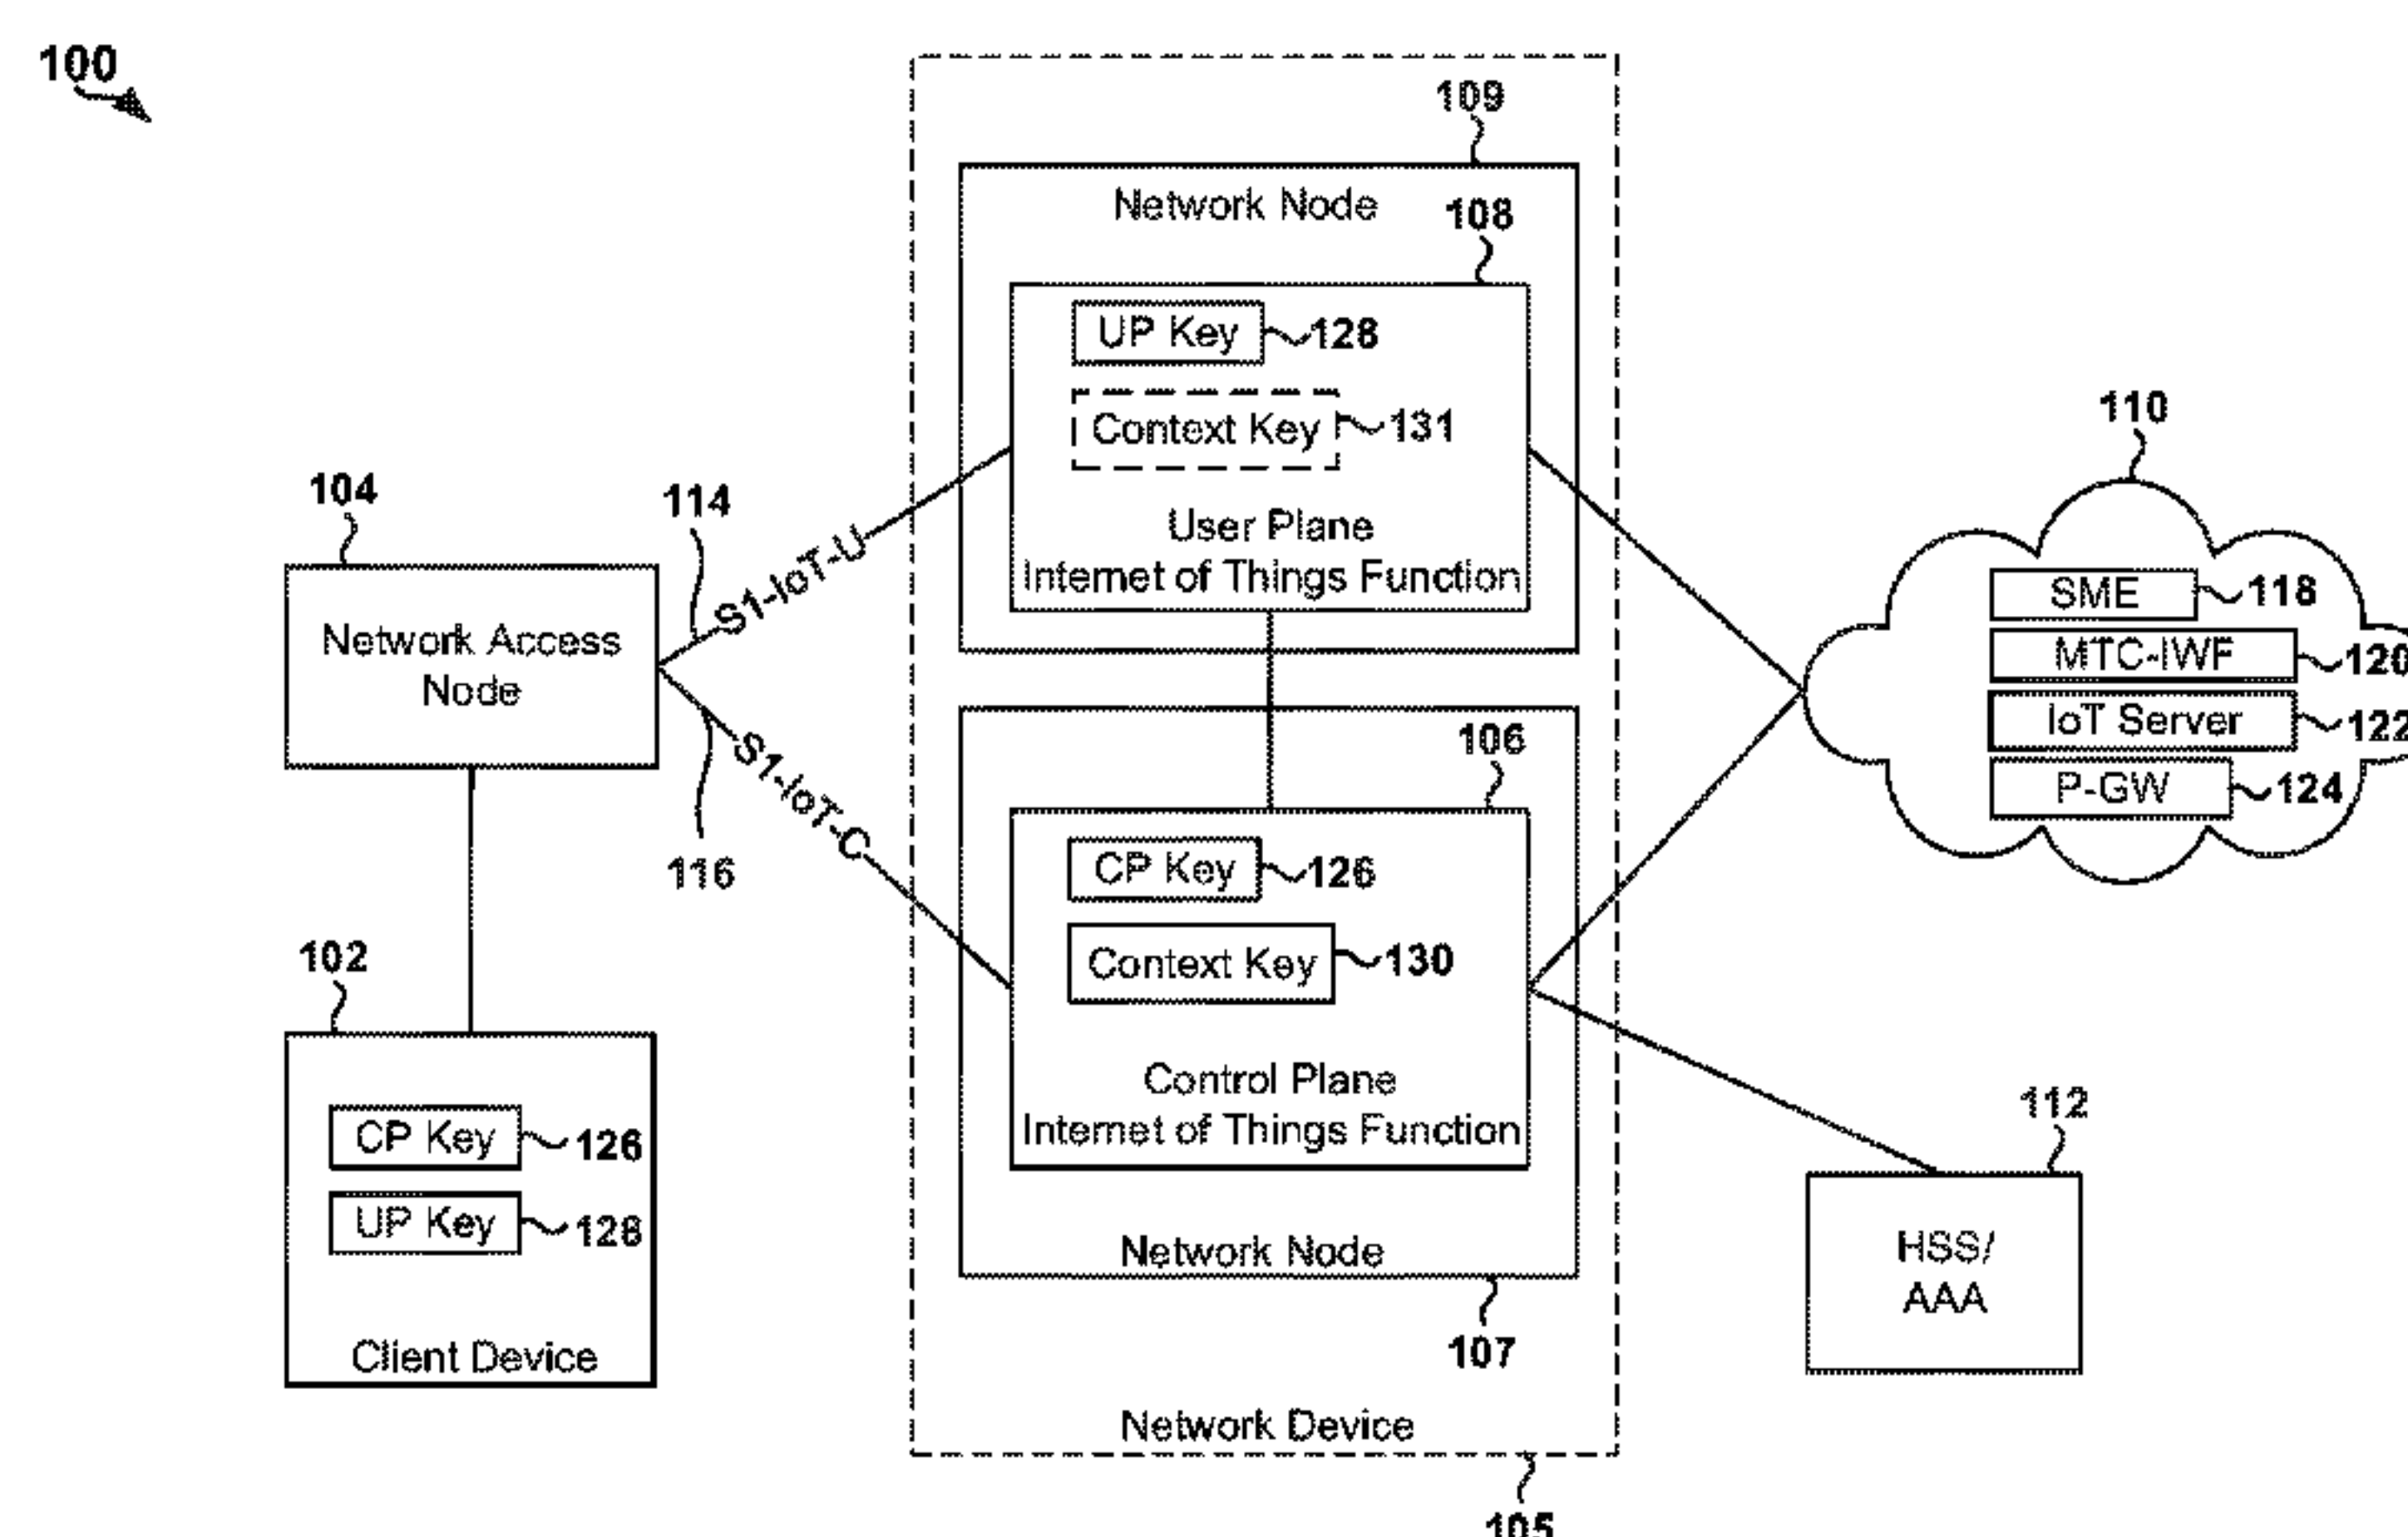 100
109
Network Node
108
UP Key
128
Context Key
131
User Plane
Internet of Things Function
104
Network Access
Node
114
S1-IoT-U
116
S1-IoT-C
110
SME
118
MTC-IWF
120
IoT Server
122
P-GW
124
106
CP Key
126
Context Key
130
Control Plane
Internet of Things Function
Network Node
107
Network Device
105
102
CP Key
126
UP Key
128
Client Device
112
HSS/
AAA